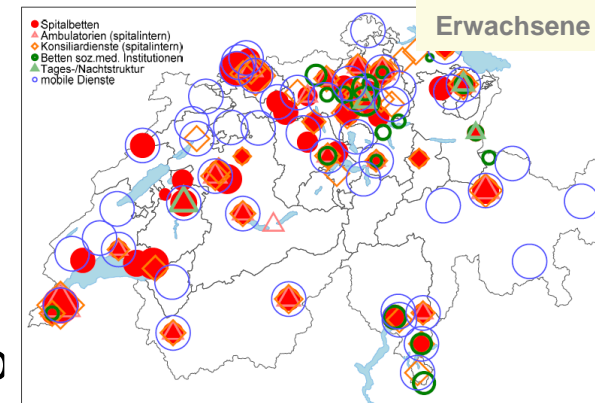 Erwachsene
Spitalbetten
Ambulatorien (spitalintern)
Konsiliardienste (spitalintern)
Betten soz.med. Institutionen
Tages-/Nachtstruktur
mobile Dienste